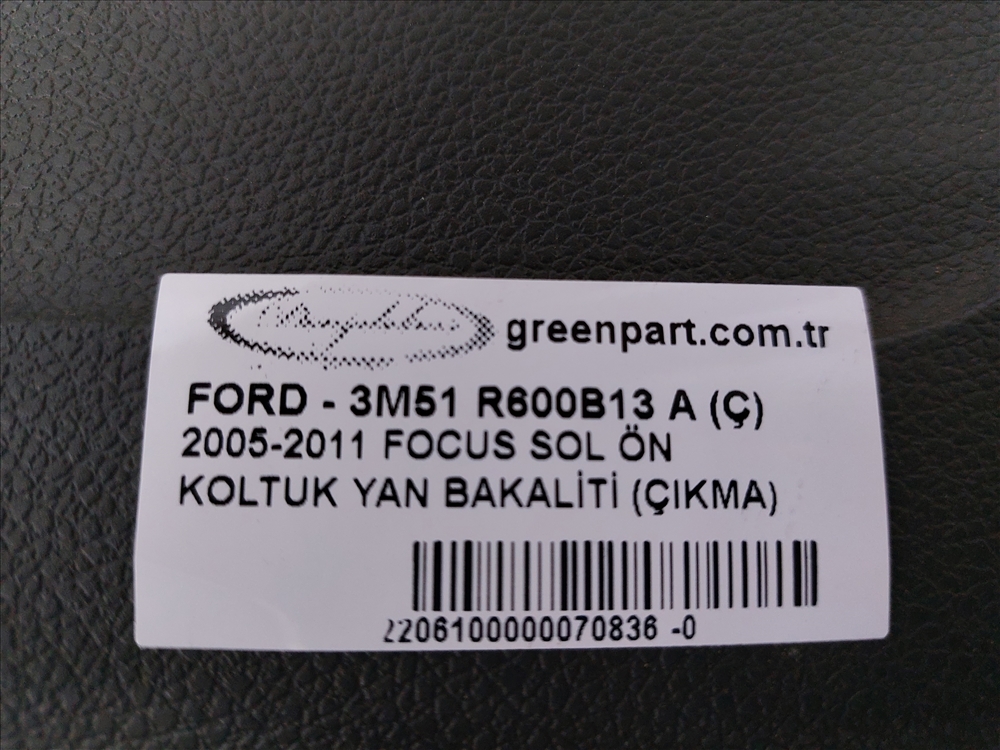 greenpart.com.tr
FORD - 3M51 R600B13 A (Ç)
2005-2011 FOCUS SOL ÖN
KOLTUK YAN BAKALİTİ (ÇIKMA)
2206100000070836 -0